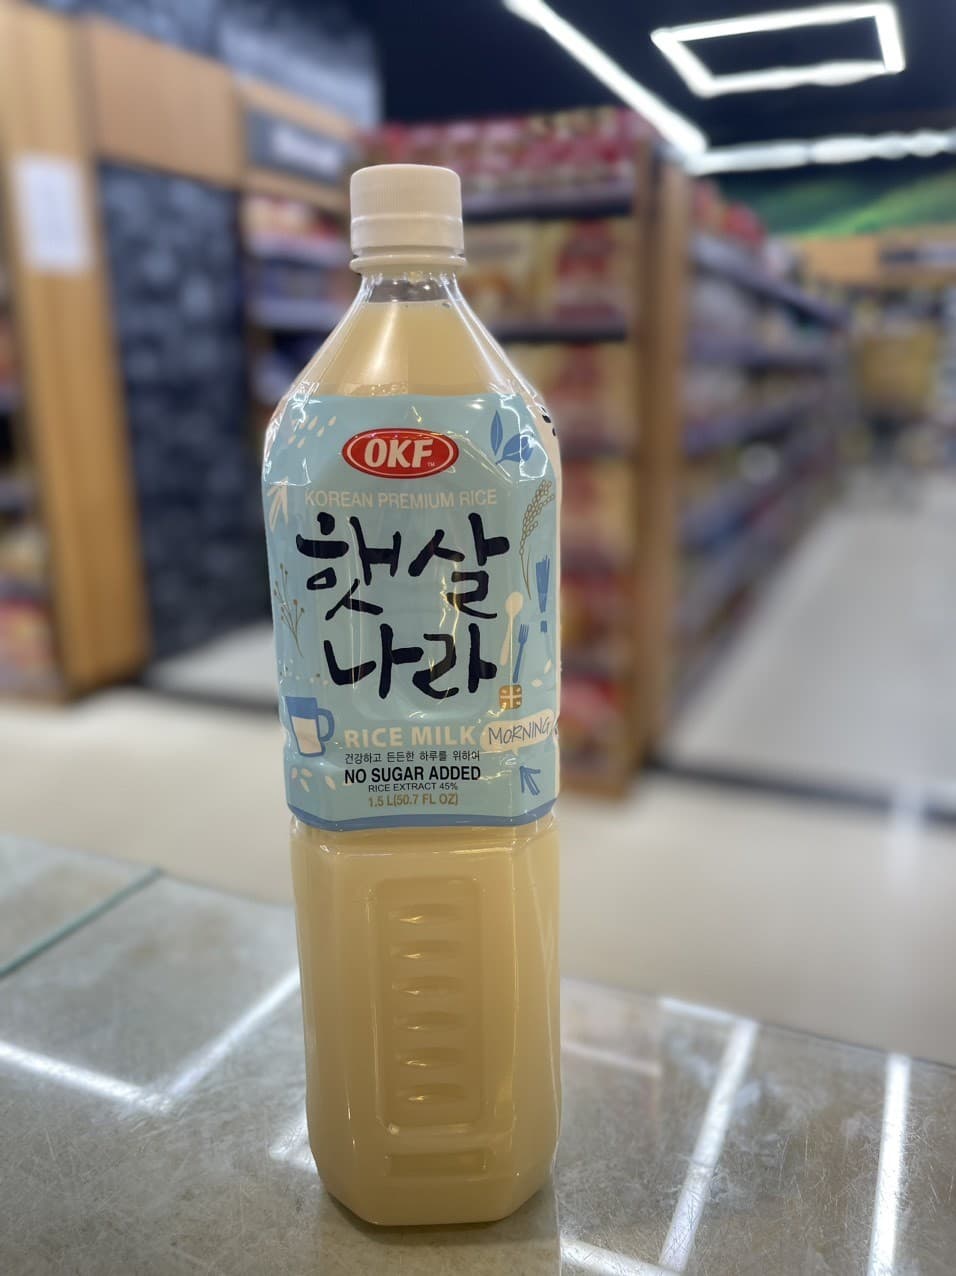 OKF
KOREAN PREMIUM RICE
햇살
나라
RICE MILK MORNING
건강하고 든든한 하루를 위하여
NO SUGAR ADDED
RICE EXTRACT 45%
1.5 L(50.7 FL OZ)